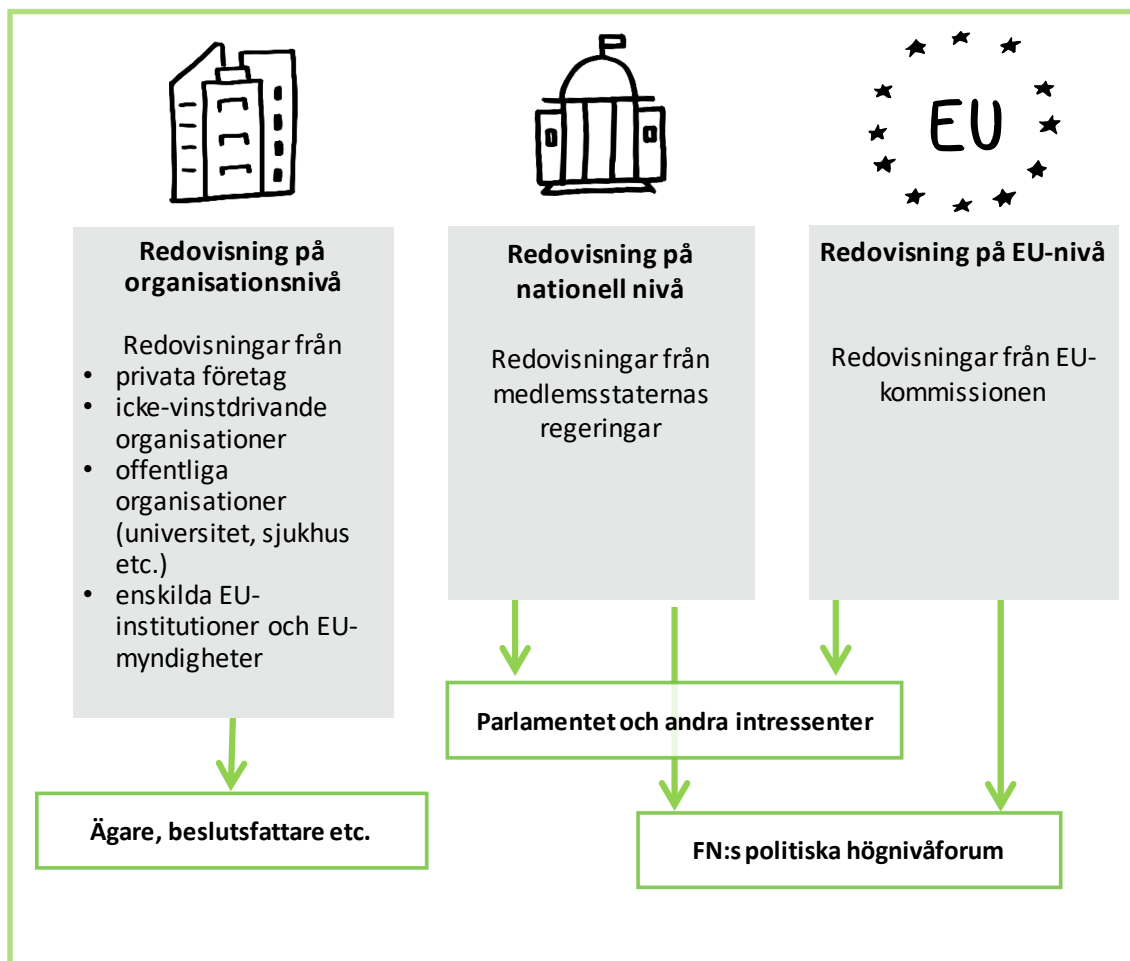 EU
Redovisning på
organisationsnivå
Redovisningar från
• privata företag
• icke-vinstdrivande
organisationer
• offentliga
organisationer
(universitet, sjukhus
etc.)
• enskilda EU-
institutioner och EU-
myndigheter
Redovisning på
nationell nivå
Redovisningar från
medlemsstaternas
regeringar
Redovisning på EU-nivå
Redovisningar från EU-
kommissionen
Parlamentet och andra intressenter
Ägare, beslutsfattare etc.
FN:s politiska högnivåforum